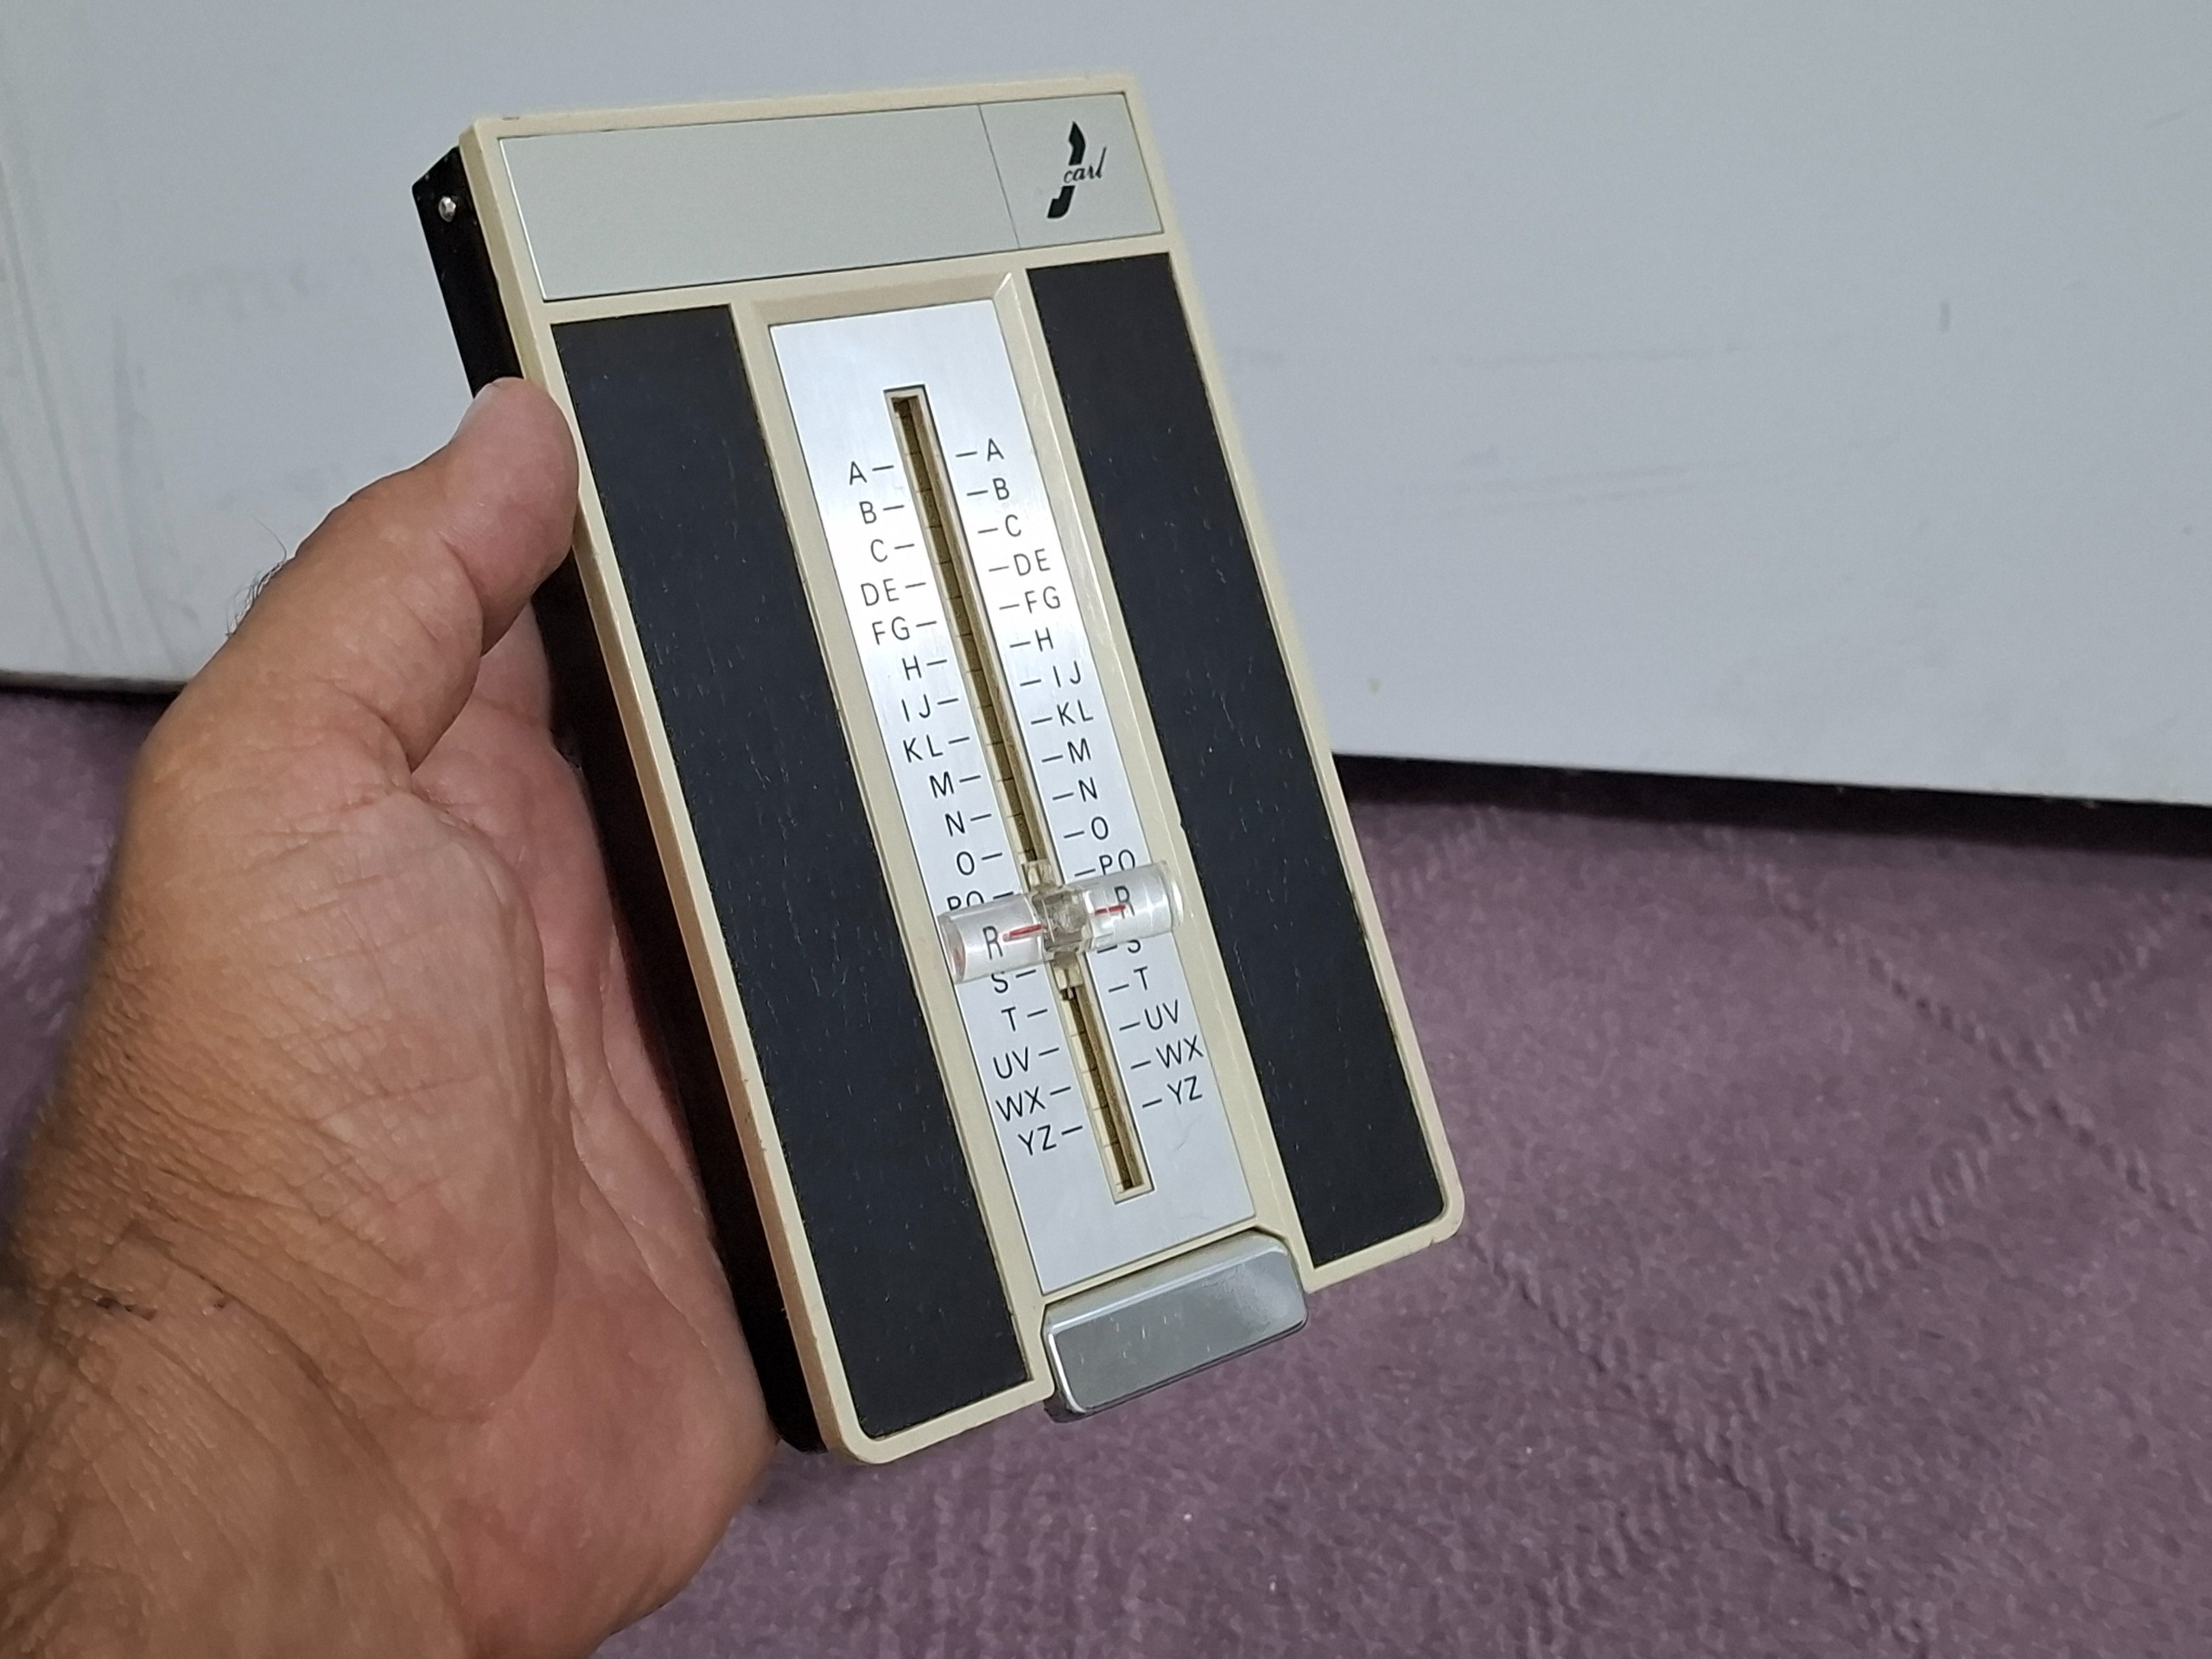 carl
A A
B B
C C
DE DE
FG FG
H H
IJ IJ
KL KL
M M
N N
O O
PQ PQ
R R
S S
T T
UV UV
WX WX
YZ YZ